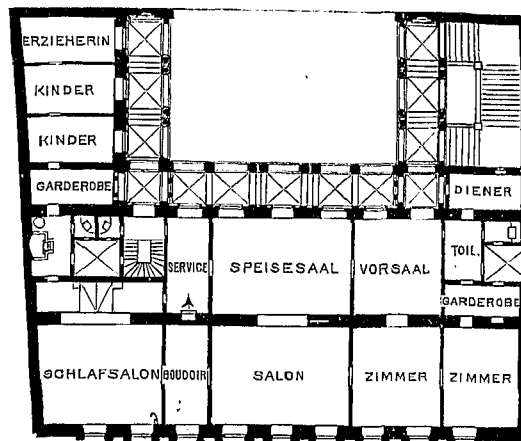 ERZIEHERIN
KINDER
KINDER
GARDEROBE
DIENER
SERVICE
SPEISESAAL
VORSAAL
TOIL.
GARDEROBE
SCHLAFSALON
BOUDOIR
SALON
ZIMMER
ZIMMER